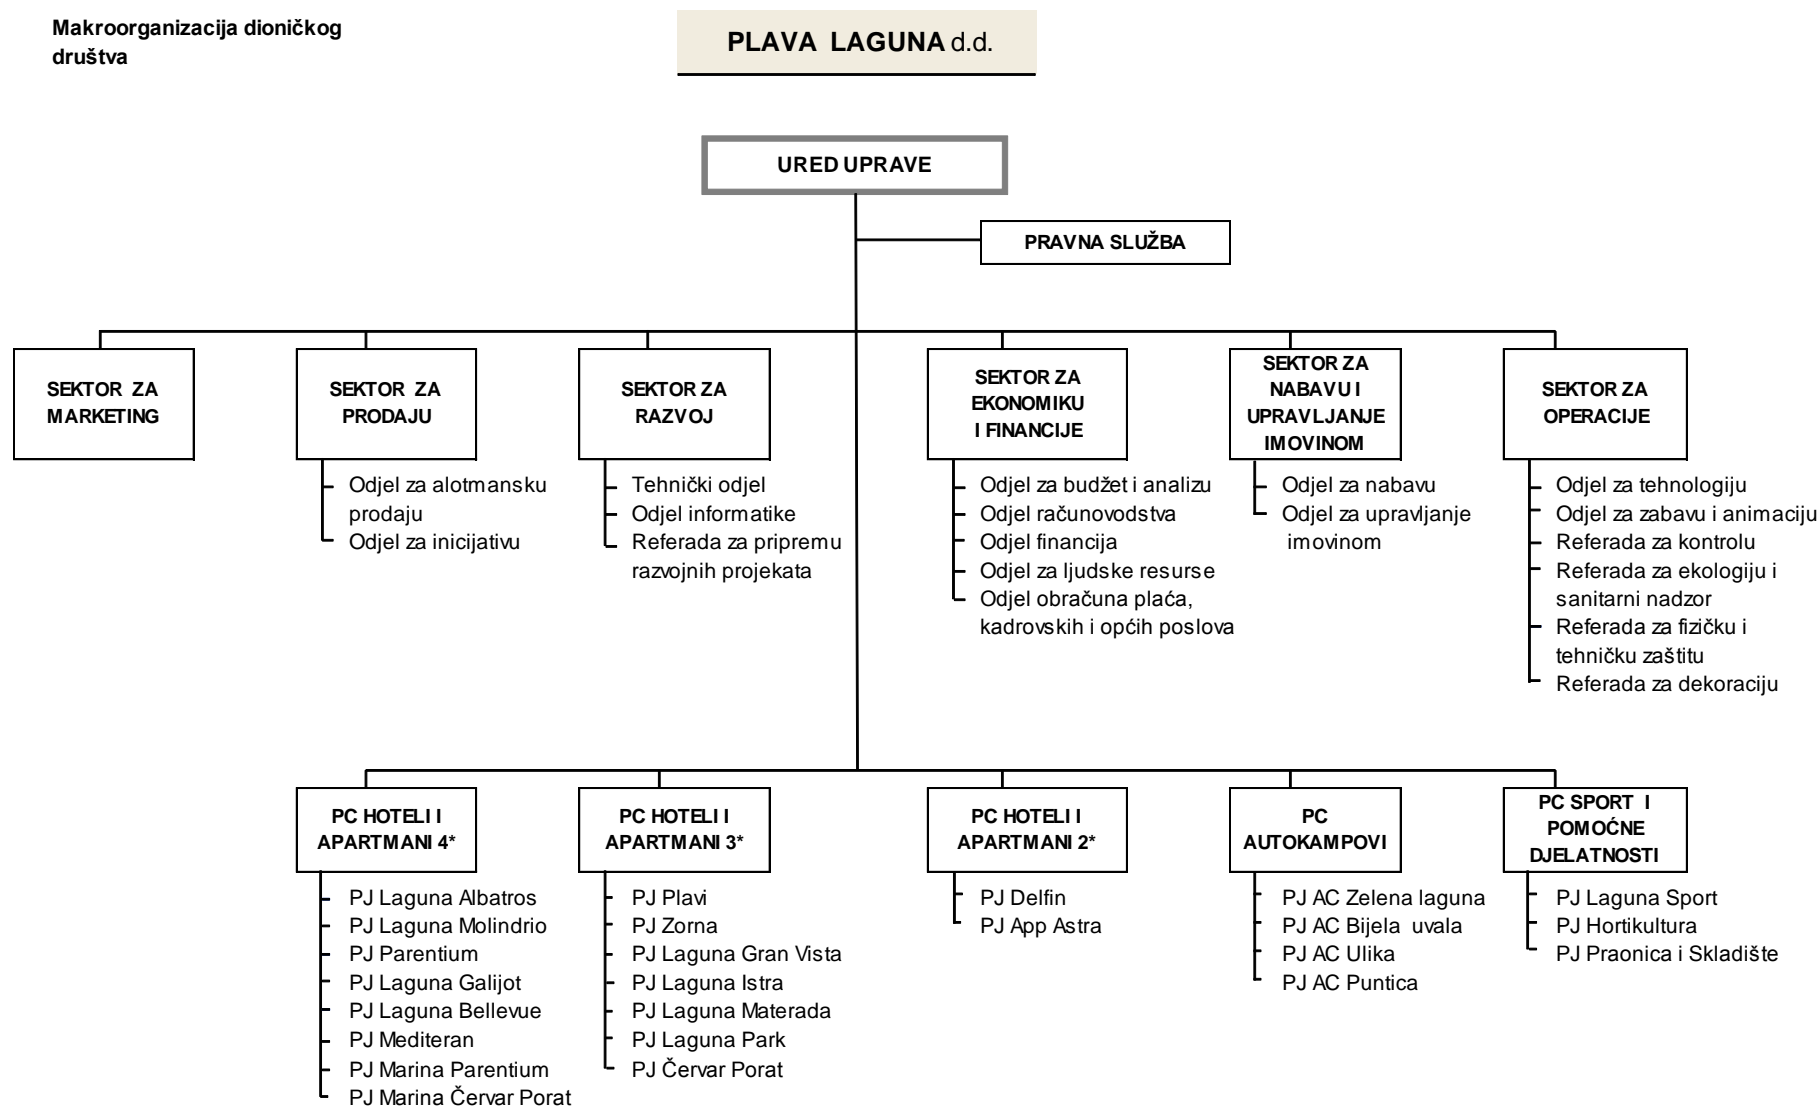 Makroorganizacija dioničkog
društva
PLAVA LAGUNA d.d.
URED UPRAVE
PRAVNA SLUŽBA
SEKTOR ZA
MARKETING
SEKTOR ZA
PRODAJU
Odjel za alotmansku
prodaju
Odjel za inicijativu
SEKTOR ZA
RAZVOJ
Tehnički odjel
Odjel informatike
Referada za pripremu
razvojnih projekata
SEKTOR ZA
EKONOMIKU
I FINANCIJE
Odjel za budžet i analizu
Odjel računovodstva
Odjel financija
Odjel za ljudske resurse
Odjel obračuna plaća,
kadrovskih i općih poslova
SEKTOR ZA
NABAVU I
UPRAVLJANJE
IMOVINOM
Odjel za nabavu
Odjel za upravljanje
imovinom
SEKTOR ZA
OPERACIJE
Odjel za tehnologiju
Odjel za zabavu i animaciju
Referada za kontrolu
Referada za ekologiju i
sanitarni nadzor
Referada za fizičku i
tehničku zaštitu
Referada za dekoraciju
PC HOTELI I
APARTMANI 4*
PJ Laguna Albatros
PJ Laguna Molindrio
PJ Parentium
PJ Laguna Galijot
PJ Laguna Bellevue
PJ Mediteran
PJ Marina Parentium
PJ Marina Červar Porat
PC HOTELI I
APARTMANI 3*
PJ Plavi
PJ Zorna
PJ Laguna Gran Vista
PJ Laguna Istra
PJ Laguna Materada
PJ Laguna Park
PJ Červar Porat
PC HOTELI I
APARTMANI 2*
PJ Delfin
PJ App Astra
PC
AUTOKAMPOVI
PJ AC Zelena laguna
PJ AC Bijela uvala
PJ AC Ulika
PJ AC Puntica
PC SPORT I
POMOĆNE
DJELATNOSTI
PJ Laguna Sport
PJ Hortikultura
PJ Praonica i Skladište